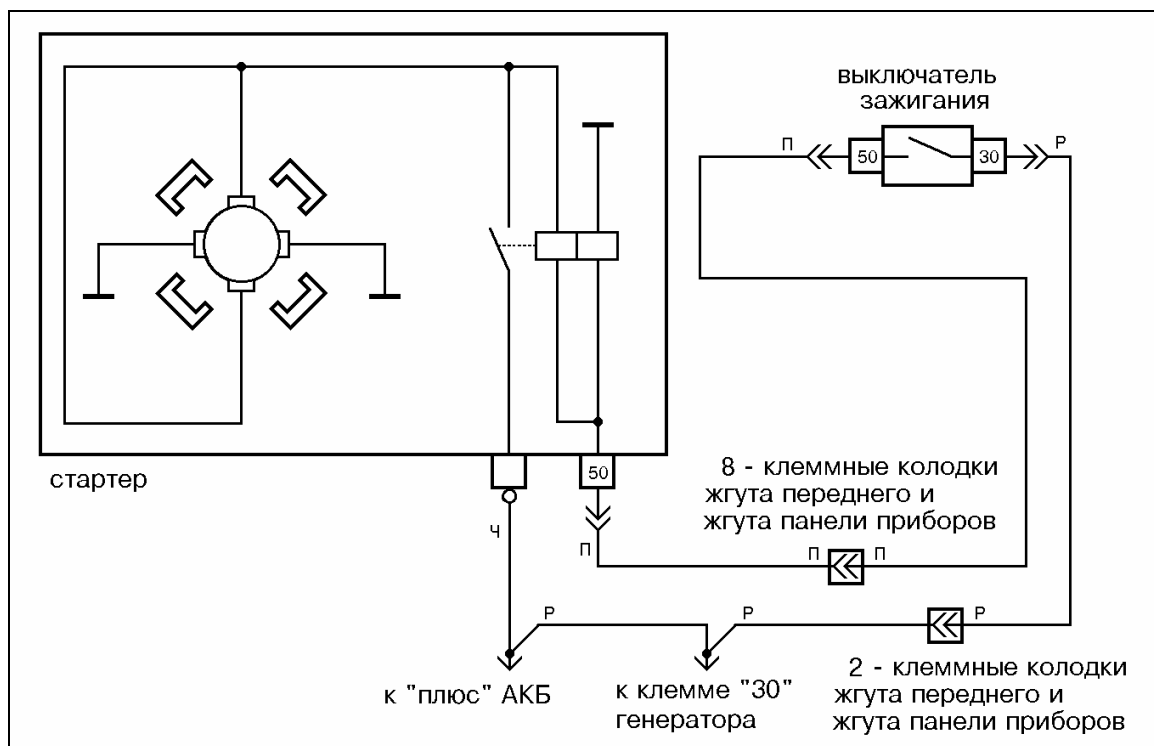 выключатель
зажигания
П
50
30
Р
стартер
50
8 - клеммные колодки
жгута переднего и
жгута панели приборов
Ч
П
П
П
Р
Р
Р
к "плюс" АКБ
к клемме "30"
генератора
2 - клеммные колодки
жгута переднего и
жгута панели приборов